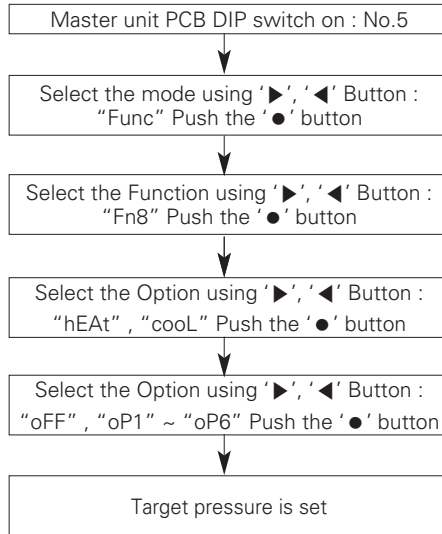 Master unit PCB DIP switch on : No.5
Select the mode using ‘▶’, ‘◀’ Button :
“Func” Push the ‘●’ button
Select the Function using ‘▶’, ‘◀’ Button :
“Fn8” Push the ‘●’ button
Select the Option using ‘▶’, ‘◀’ Button :
“hEAt” , “cooL” Push the ‘●’ button
Select the Option using ‘▶’, ‘◀’ Button :
“oFF” , “oP1” ~ “oP6” Push the ‘●’ button
Target pressure is set